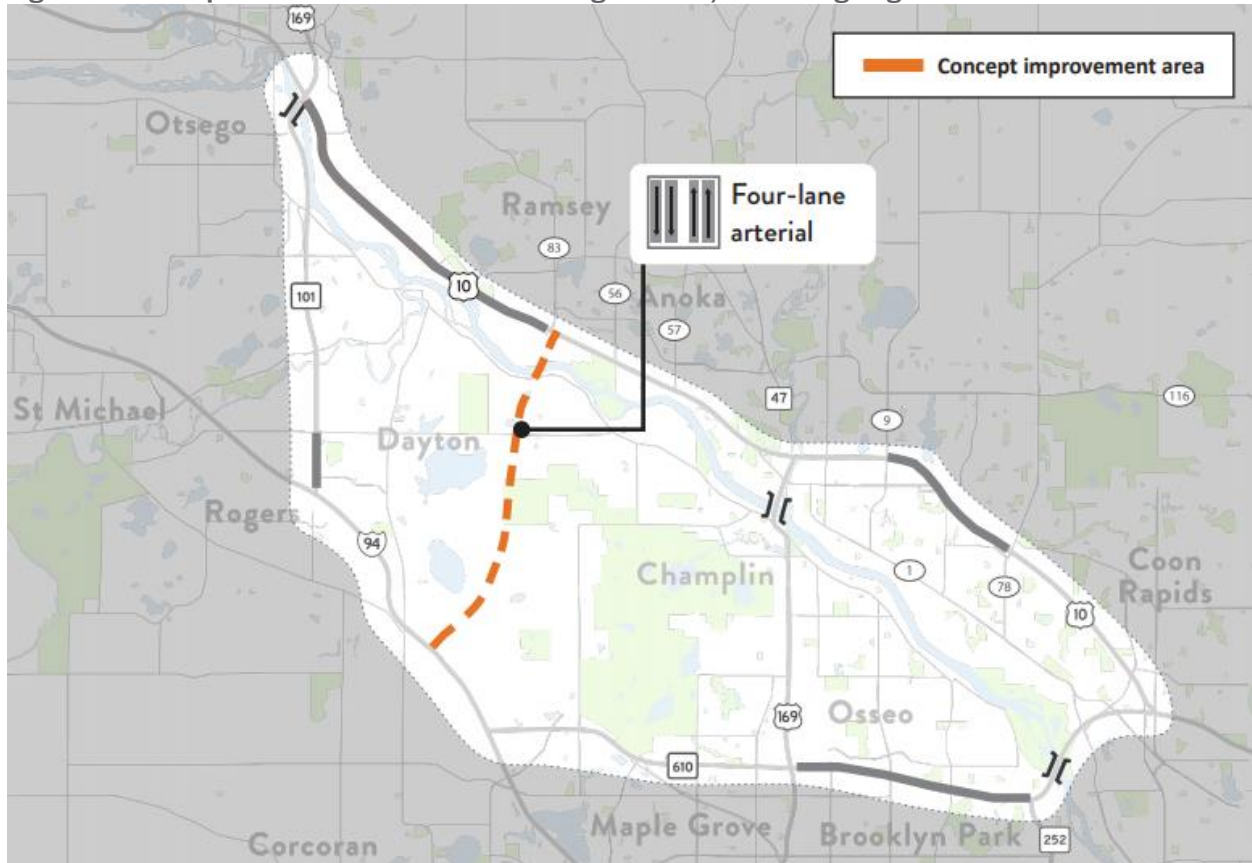 169
Concept improvement area
Otsego
Ramsey
Four-lane
arterial
83
10
101
56
Anoka
57
47
116
9
St Michael
Dayton
Rogers
94
Champlin
1
78
Coon
Rapids
10
169
Osseo
610
Maple Grove
Brooklyn Park
252
Corcoran